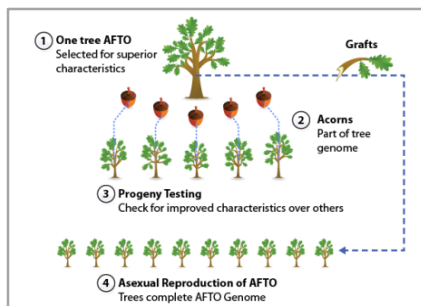 1 One tree AFTO
Selected for superior
characteristics
Grafts
2 Acorns
Part of tree
genome
3 Progeny Testing
Check for improved characteristics over others
4 Asexual Reproduction of AFTO
Trees complete AFTO Genome